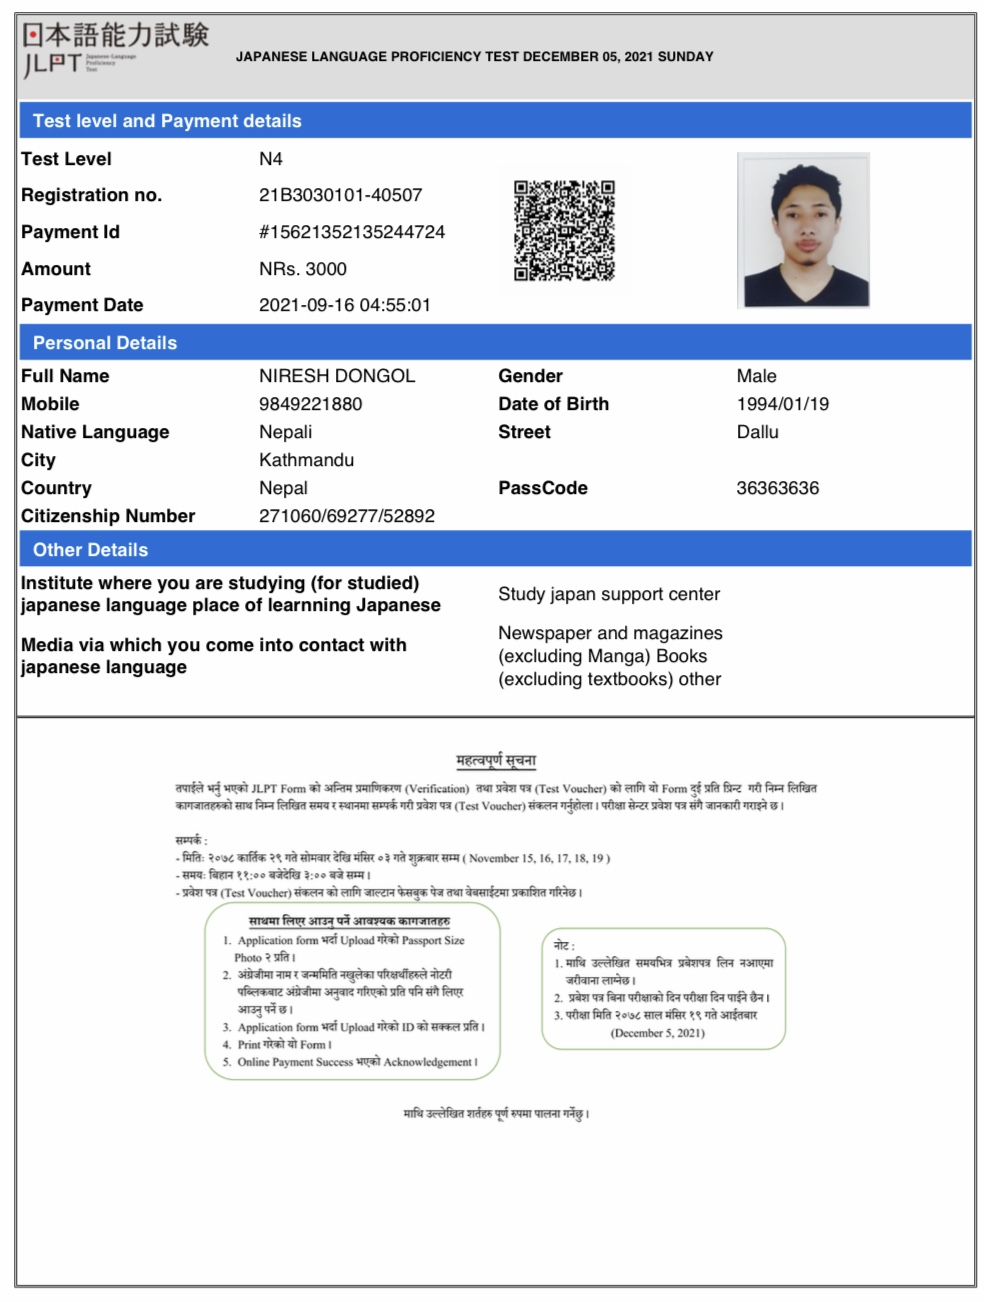 日本語能力試験
JLPT Japanese-Language Proficiency Test
JAPANESE LANGUAGE PROFICIENCY TEST DECEMBER 05, 2021 SUNDAY
Test level and Payment details
Test Level N4
Registration no. 21B3030101-40507
Payment Id #15621352135244724
Amount NRs. 3000
Payment Date 2021-09-16 04:55:01
Personal Details
Full Name NIRESH DONGOL Gender Male
Mobile 9849221880 Date of Birth 1994/01/19
Native Language Nepali Street Dallu
City Kathmandu
Country Nepal PassCode 36363636
Citizenship Number 271060/69277/52892
Other Details
Institute where you are studying (for studied)
japanese language place of learnning Japanese
Study japan support center
Media via which you come into contact with
japanese language
Newspaper and magazines
(excluding Manga) Books
(excluding textbooks) other
महत्वपूर्ण सूचना
तपाईले भर्नु भएको JLPT Form को अन्तिम प्रमाणिकरण (Verification) तथा प्रवेश पत्र (Test Voucher) को लागि यो Form दुई प्रति प्रिन्ट गरी निम्न लिखित
कागजातहरुको साथ निम्न लिखित समय र स्थानमा सम्पर्क गरी प्रवेश पत्र (Test Voucher) संकलन गर्नुहोला । परीक्षा सेन्टर प्रवेश पत्र संगै जानकारी गराइने छ ।
सम्पर्क :
- मितिः २०७८ कार्तिक २९ गते सोमवार देखि मंसिर ०३ गते शुक्रबार सम्म ( November 15, 16, 17, 18, 19 )
- समयः बिहान ११:०० बजेदेखि ३:०० बजे सम्म ।
- प्रवेश पत्र (Test Voucher) संकलन को लागि जाल्टान फेसबुक पेज तथा वेबसाईटमा प्रकाशित गरिनेछ ।
साथमा लिएर आउनु पर्ने आवश्यक कागजातहरु
1. Application form भर्दा Upload गरेको Passport Size
Photo २ प्रति ।
2. अंग्रेजीमा नाम र जन्ममिति नखुलेका परिक्षर्थीहरुले नोटरी
पब्लिकबाट अंग्रेजीमा अनुवाद गरिएको प्रति पनि संगै लिएर
आउनु पर्ने छ ।
3. Application form भर्दा Upload गरेको ID को सक्कल प्रति ।
4. Print गरेको यो Form ।
5. Online Payment Success भएको Acknowledgement ।
नोट :
1. माथि उल्लेखित समयभित्र प्रबेशपत्र लिन नआएमा
जरीवाना लाग्नेछ ।
2. प्रबेश पत्र बिना परीक्षाको दिन परीक्षा दिन पाईने छैन ।
3. परीक्षा मिति २०७८ साल मंसिर १९ गते आईतबार
(December 5, 2021)
माथि उल्लेखित शर्तहरु पूर्ण रुपमा पालना गर्नेछु ।